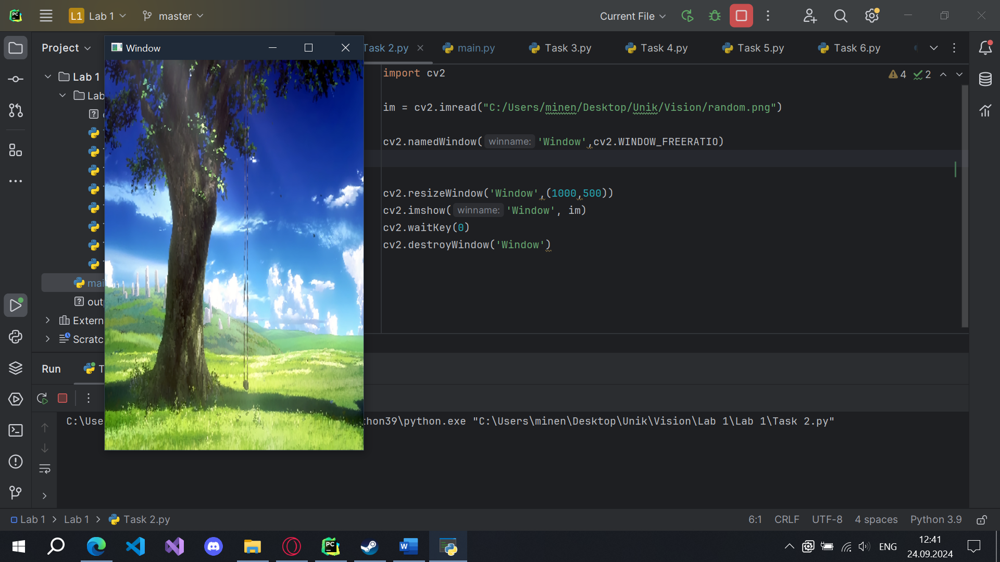 PC
L1 Lab 1
master
Current File
Project
Window
Task 2.py
main.py
Task 3.py
Task 4.py
Task 5.py
Task 6.py
Lab 1
Lab
mai
out
Extern
Scratc
import cv2
4 2
im = cv2.imread("C:/Users/minen/Desktop/Unik/Vision/random.png")
cv2.namedWindow( winname: 'Window',cv2.WINDOW_FREERATIO)
cv2.resizeWindow('Window',(1000,500))
cv2.imshow( winname: 'Window', im)
cv2.waitKey(0)
cv2.destroyWindow('Window')
Run
T
C:\Use
hon39\python.exe "C:\Users\minen\Desktop\Unik\Vision\Lab 1\Lab 1\Task 2.py"
Lab 1 > Lab 1 > Task 2.py
6:1 CRLF UTF-8 4 spaces Python 3.9
PC
W
ENG
12:41
24.09.2024